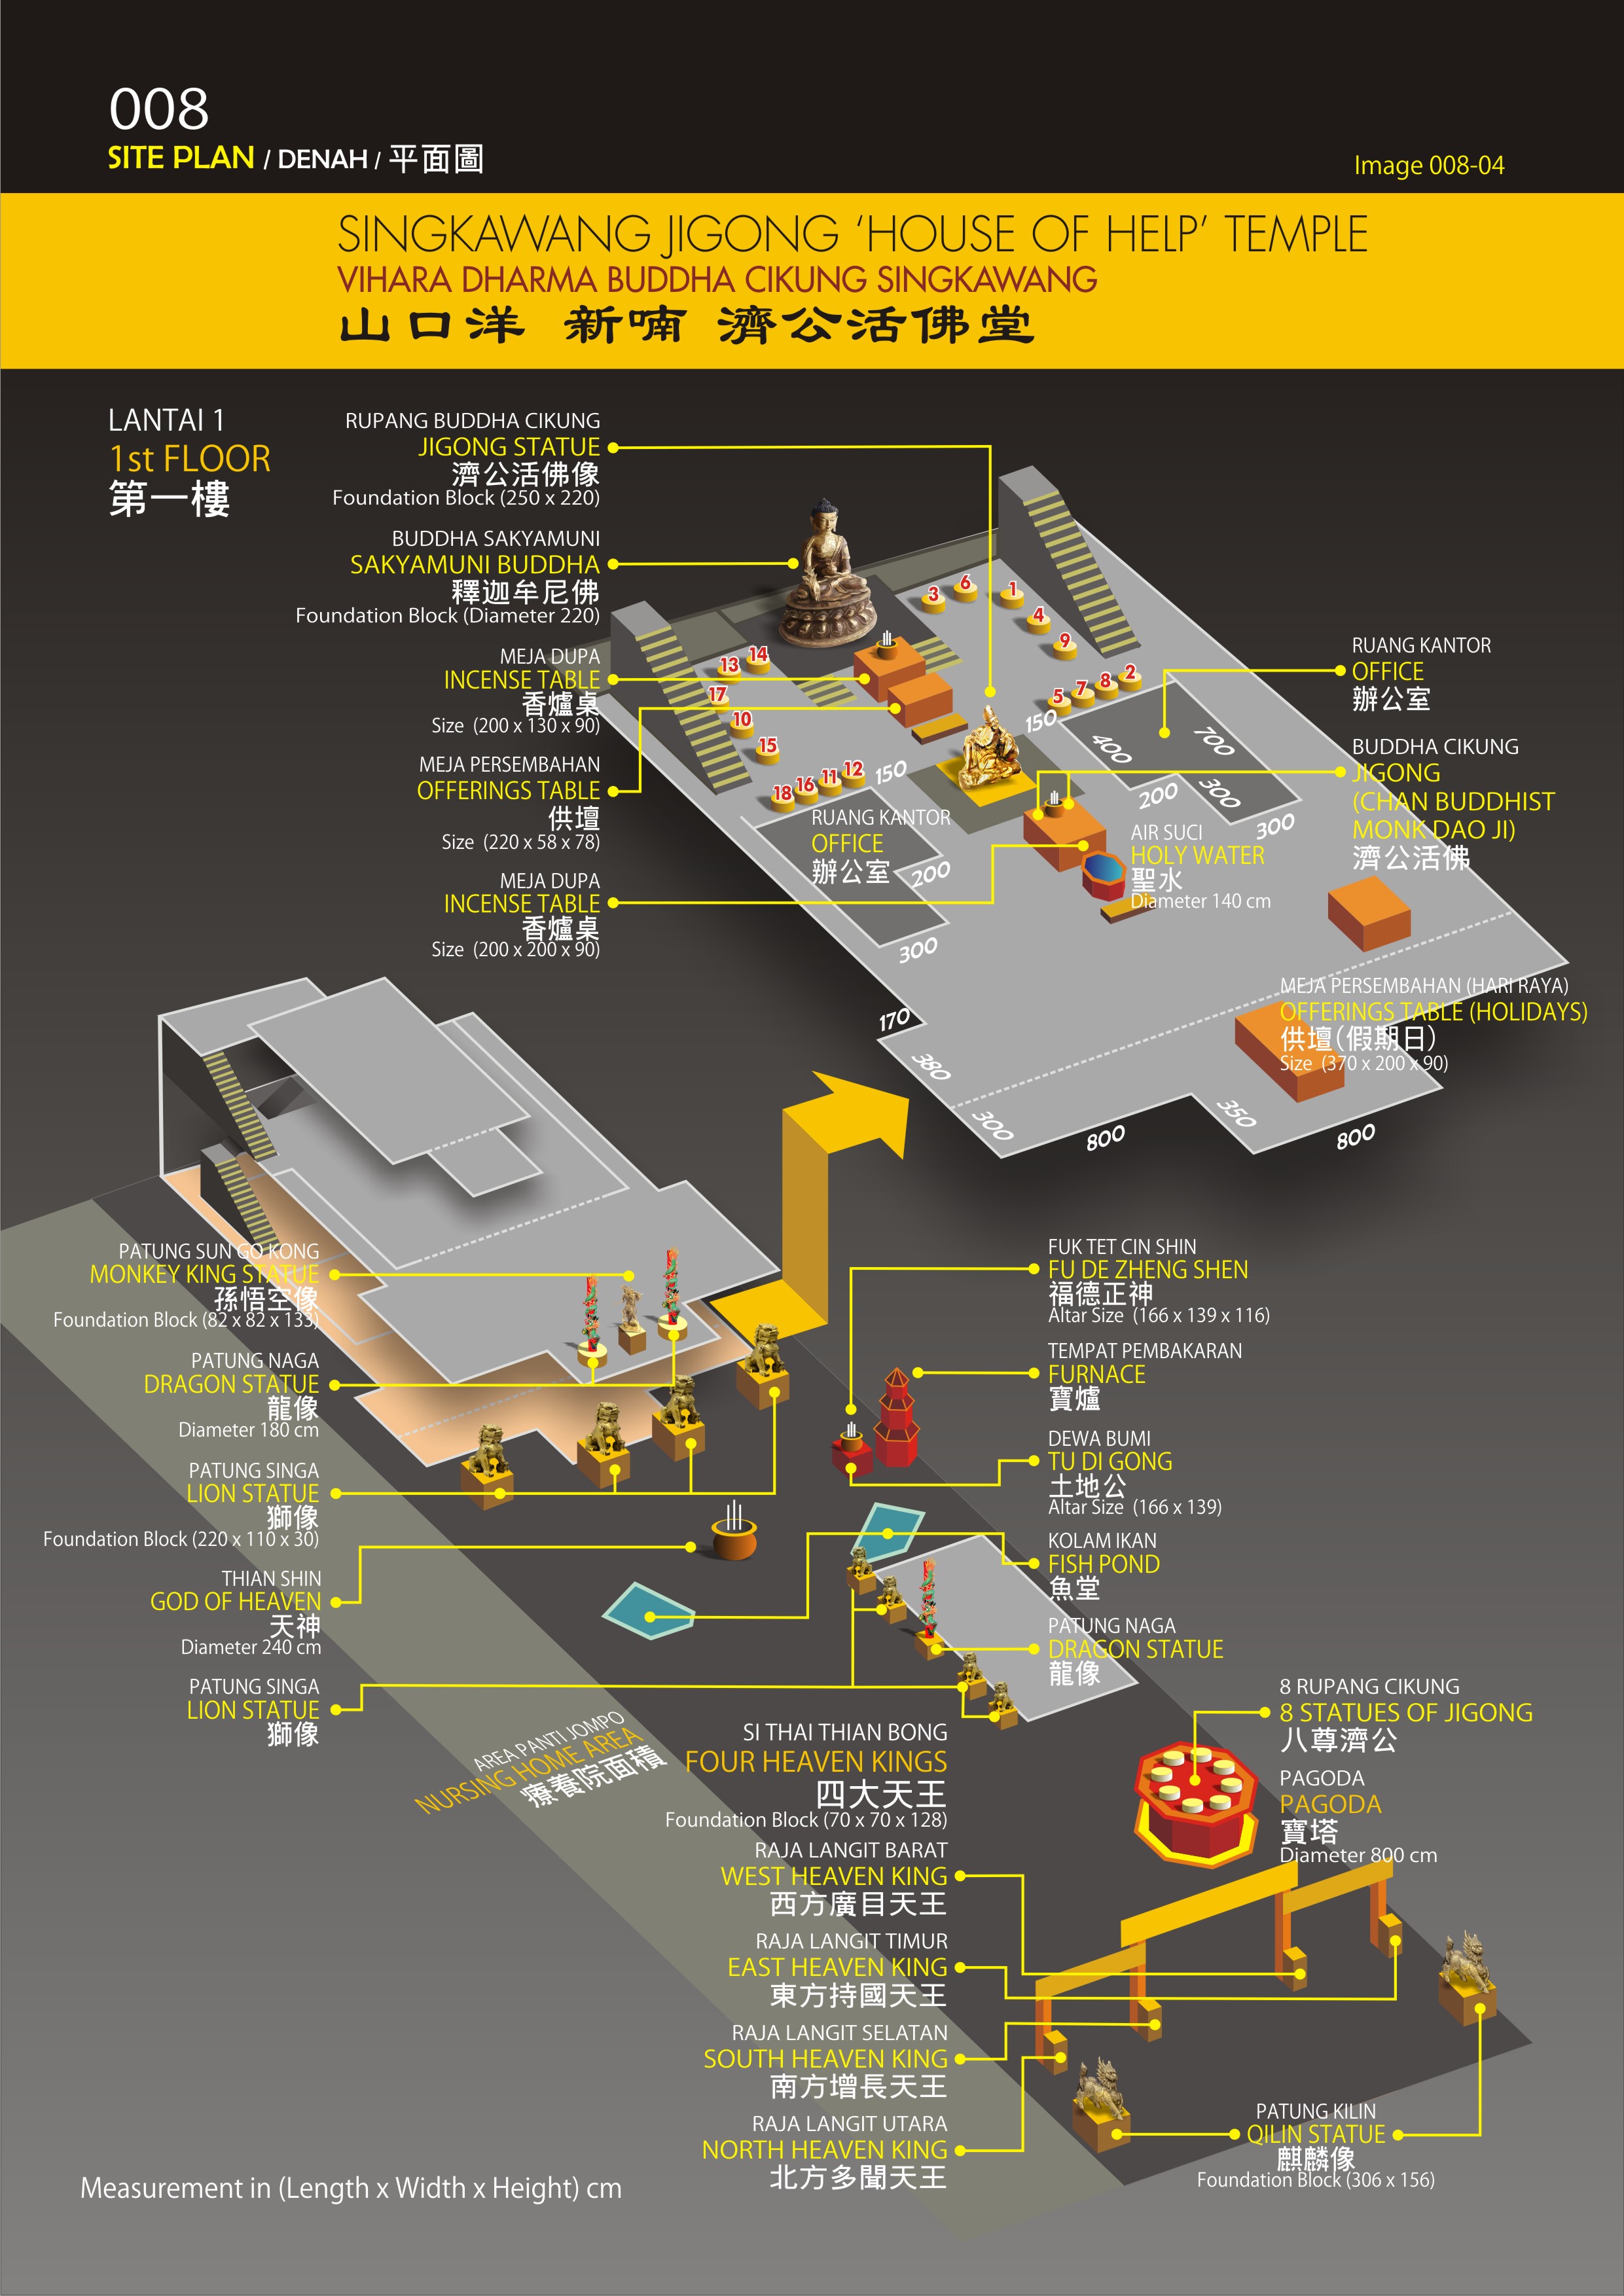 008
SITE PLAN / DENAH / 平面圖
Image 008-04
SINGKAWANG JIGONG ‘HOUSE OF HELP’ TEMPLE
VIHARA DHARMA BUDDHA CIKUNG SINGKAWANG
山口洋 新喃 濟公活佛堂
LANTAI 1
1st FLOOR
第一樓
RUPANG BUDDHA CIKUNG
JIGONG STATUE
濟公活佛像
Foundation Block (250 x 220)
BUDDHA SAKYAMUNI
SAKYAMUNI BUDDHA
釋迦牟尼佛
Foundation Block (Diameter 220)
MEJA DUPA
INCENSE TABLE
香爐桌
Size (200 x 130 x 90)
MEJA PERSEMBAHAN
OFFERINGS TABLE
供壇
Size (220 x 58 x 78)
MEJA DUPA
INCENSE TABLE
香爐桌
Size (200 x 200 x 90)
3
6
1
4
9
5
7
8
2
13
14
17
10
15
18
16
11
12
150
150
400
700
200
300
300
RUANG KANTOR
OFFICE
辦公室
200
300
RUANG KANTOR
OFFICE
辦公室
BUDDHA CIKUNG
JIGONG
(CHAN BUDDHIST
MONK DAO JI)
濟公活佛
AIR SUCI
HOLY WATER
聖水
Diameter 140 cm
MEJA PERSEMBAHAN (HARI RAYA)
OFFERINGS TABLE (HOLIDAYS)
供壇(假期日)
Size (370 x 200 x 90)
170
380
300
800
350
800
PATUNG SUN GO KONG
MONKEY KING STATUE
孫悟空像
Foundation Block (82 x 82 x 133)
PATUNG NAGA
DRAGON STATUE
龍像
Diameter 180 cm
PATUNG SINGA
LION STATUE
獅像
Foundation Block (220 x 110 x 30)
THIAN SHIN
GOD OF HEAVEN
天神
Diameter 240 cm
PATUNG SINGA
LION STATUE
獅像
FUK TET CIN SHIN
FU DE ZHENG SHEN
福德正神
Altar Size (166 x 139 x 116)
TEMPAT PEMBAKARAN
FURNACE
寶爐
DEWA BUMI
TU DI GONG
土地公
Altar Size (166 x 139)
KOLAM IKAN
FISH POND
魚堂
PATUNG NAGA
DRAGON STATUE
龍像
AREA PANTI JOMPO
NURSING HOME AREA
療養院面積
8 RUPANG CIKUNG
8 STATUES OF JIGONG
八尊濟公
PAGODA
PAGODA
寶塔
Diameter 800 cm
SI THAI THIAN BONG
FOUR HEAVEN KINGS
四大天王
Foundation Block (70 x 70 x 128)
RAJA LANGIT BARAT
WEST HEAVEN KING
西方廣目天王
RAJA LANGIT TIMUR
EAST HEAVEN KING
東方持國天王
RAJA LANGIT SELATAN
SOUTH HEAVEN KING
南方增長天王
RAJA LANGIT UTARA
NORTH HEAVEN KING
北方多聞天王
PATUNG KILIN
QILIN STATUE
麒麟像
Foundation Block (306 x 156)
Measurement in (Length x Width x Height) cm